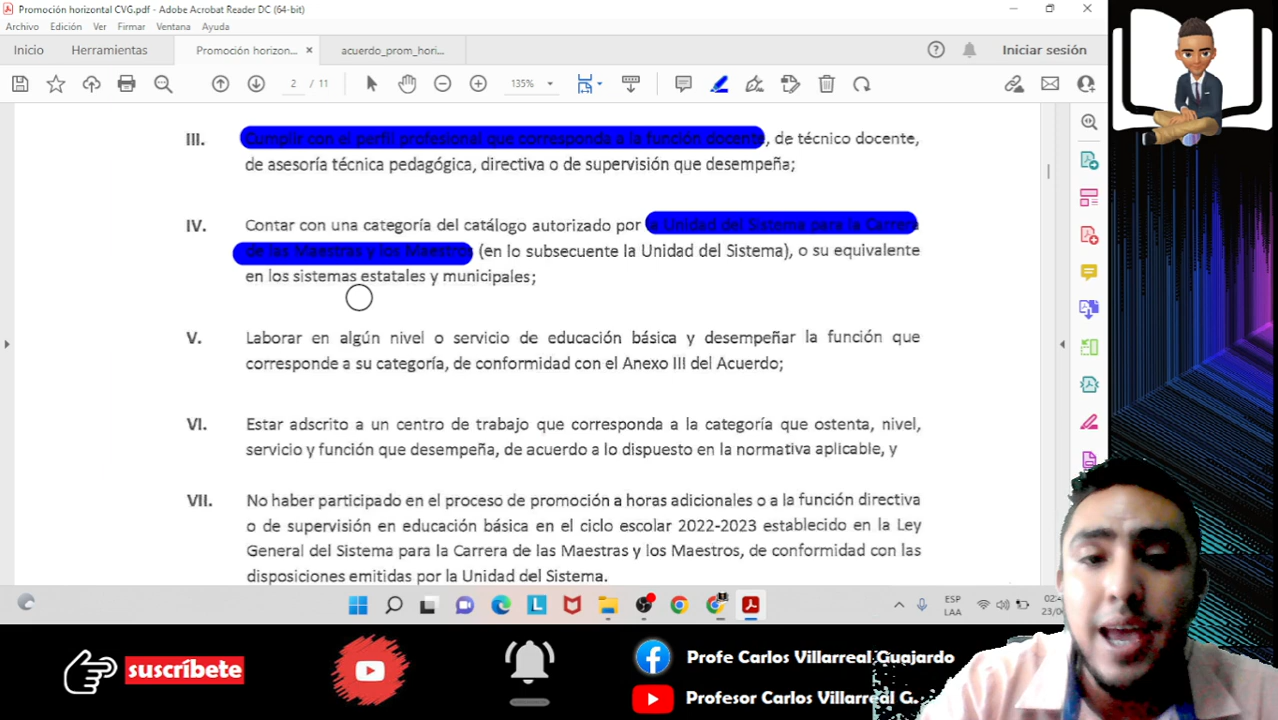 Promoción horizontal CVG.pdf - Adobe Acrobat Reader DC (64-bit)
Archivo Edición Ver Firmar Ventana Ayuda
Inicio Herramientas Promoción horizon... × acuerdo_prom_hori... Iniciar sesión
2 / 11 135%
III. Cumplir con el perfil profesional que corresponda a la función docente, de técnico docente,
de asesoría técnica pedagógica, directiva o de supervisión que desempeña;
IV. Contar con una categoría del catálogo autorizado por la Unidad del Sistema para la Carrera
de las Maestras y los Maestros (en lo subsecuente la Unidad del Sistema), o su equivalente
en los sistemas estatales y municipales;
V. Laborar en algún nivel o servicio de educación básica y desempeñar la función que
corresponde a su categoría, de conformidad con el Anexo III del Acuerdo;
VI. Estar adscrito a un centro de trabajo que corresponda a la categoría que ostenta, nivel,
servicio y función que desempeña, de acuerdo a lo dispuesto en la normativa aplicable, y
VII. No haber participado en el proceso de promoción a horas adicionales o a la función directiva
o de supervisión en educación básica en el ciclo escolar 2022-2023 establecido en la Ley
General del Sistema para la Carrera de las Maestras y los Maestros, de conformidad con las
disposiciones emitidas por la Unidad del Sistema.
ESP
LAA
suscríbete
Profe Carlos Villarreal Guajardo
Profesor Carlos Villarreal G.